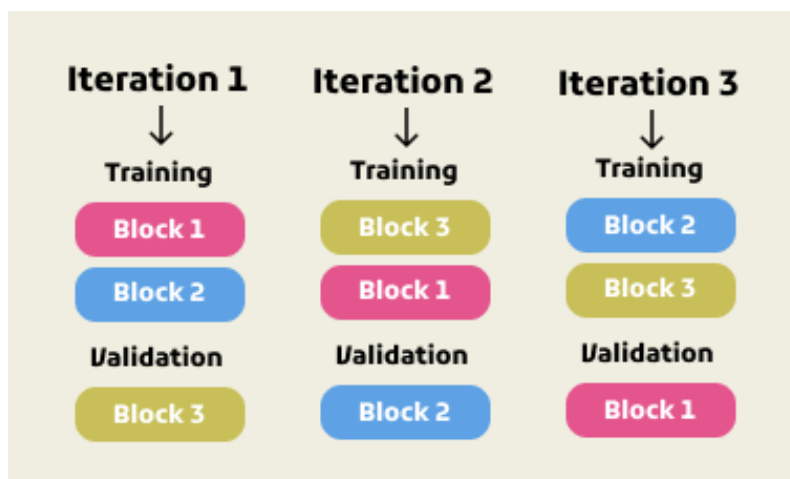 Iteration 1
Training
Block 1
Block 2
Validation
Block 3
Iteration 2
Training
Block 3
Block 1
Validation
Block 2
Iteration 3
Training
Block 2
Block 3
Validation
Block 1